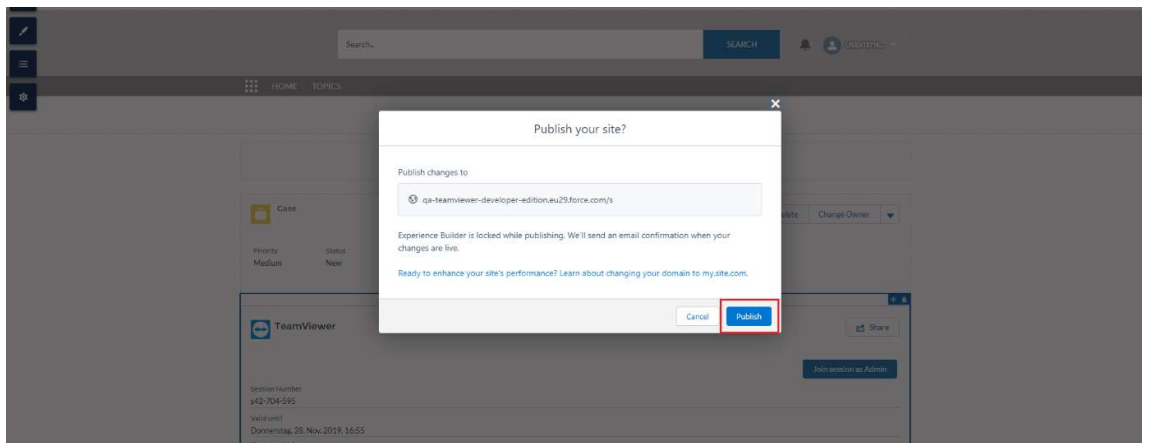 Search...
SEARCH
HOME TOPICS
Publish your site?
Publish changes to
qa-teamviewer-developer-edition.eu29.force.com/s
Experience Builder is locked while publishing. We'll send an email confirmation when your
changes are live.
Ready to enhance your site's performance? Learn about changing your domain to my.site.com.
Cancel Publish
Case
Change Owner
Priority Status
Medium New
TeamViewer
Share
Join session as Admin
Session Number
s42-704-595
Valid until
Donnerstag, 28. Nov. 2019, 16:55